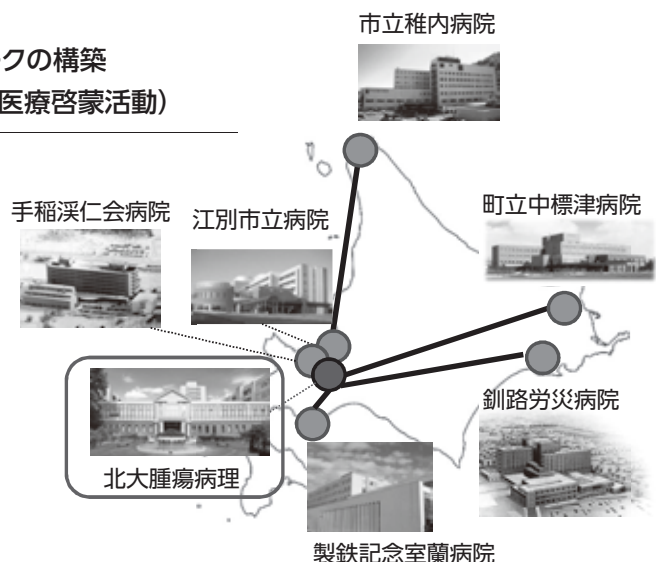 市立稚内病院
クの構築
医療啓蒙活動）
手稲渓仁会病院
江別市立病院
町立中標津病院
釧路労災病院
北大腫瘍病理
製鉄記念室蘭病院